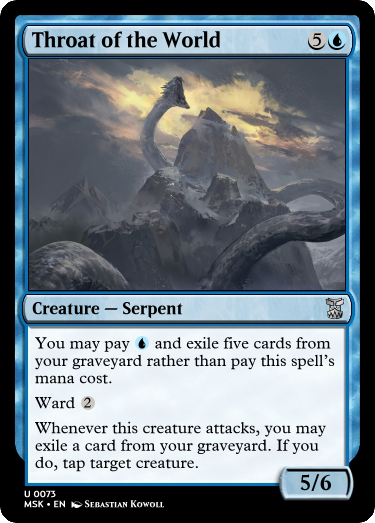 Throat of the World 5
Creature — Serpent
You may pay and exile five cards from
your graveyard rather than pay this spell's
mana cost.
Ward 2
Whenever this creature attacks, you may
exile a card from your graveyard. If you
do, tap target creature.
5/6
U 0073
MSK • EN Sebastian Kowoll